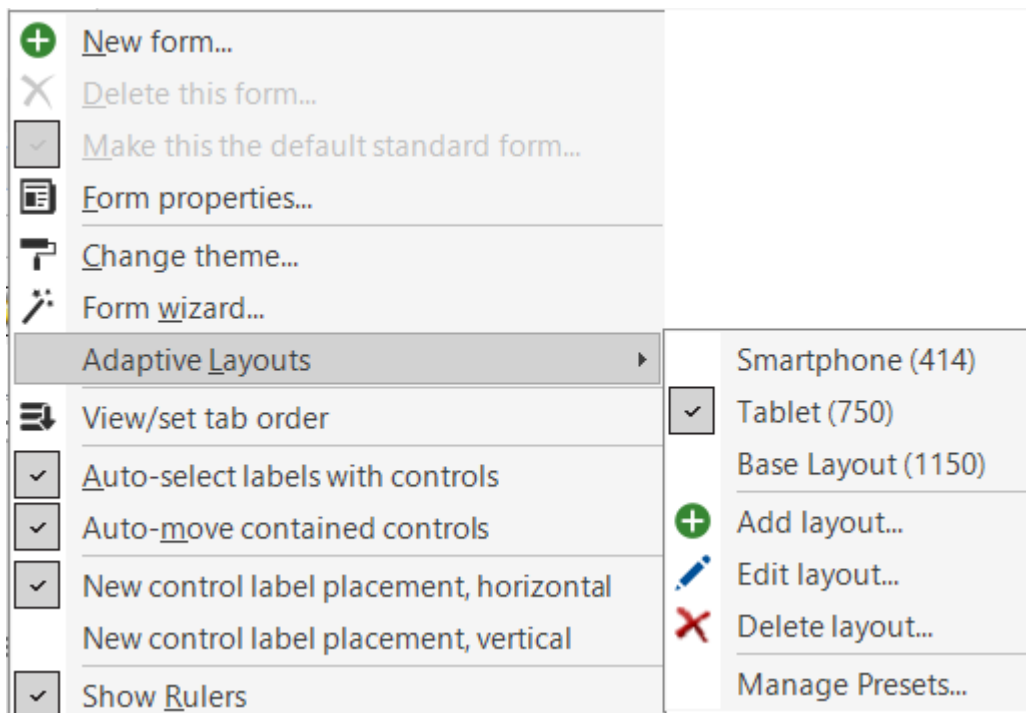 New form...
Delete this form...
Make this the default standard form...
Form properties...
Change theme...
Form wizard...
Adaptive Layouts
View/set tab order
Auto-select labels with controls
Auto-move contained controls
New control label placement, horizontal
New control label placement, vertical
Show Rulers
Smartphone (414)
Tablet (750)
Base Layout (1150)
Add layout...
Edit layout...
Delete layout...
Manage Presets...